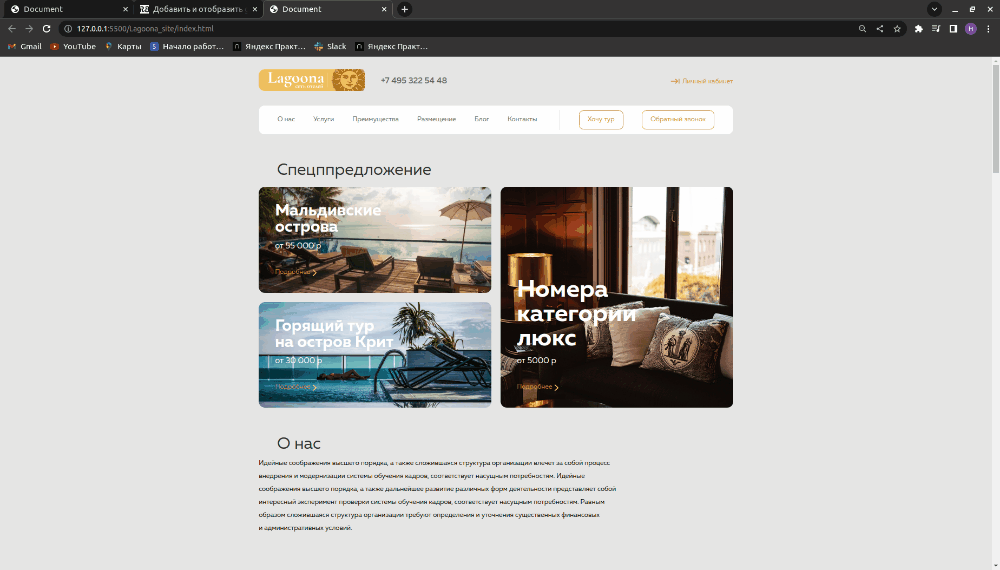 Document
Добавить и отобразить
Document
127.0.0.1:5500/Lagoona_site/index.html
Gmail
YouTube
Карты
Начало работ…
Яндекс Практ…
Slack
Яндекс Практ…
Lagoona
+7 495 322 54 48
Личный кабинет
О нас
Услуги
Преимущества
Размещение
Блог
Контакты
Хочу тур
Обратный звонок
Спецппредложение
Мальдивские
острова
от 55 000 р
Подробнее
Горящий тур
на остров Крит
от 30 000 р
Подробнее
Номера
категории
люкс
от 5000 р
Подробнее
О нас
Идейные соображения высшего порядка, а также сложившаяся структура организации влечет за собой процесс
внедрения и модернизации системы обучения кадров, соответствует насущным потребностям. Идейные
соображения высшего порядка, а также дальнейшее развитие различных форм деятельности представляет собой
интересный эксперимент проверки системы обучения кадров, соответствует насущным потребностям. Равным
образом сложившаяся структура организации требуют определения и уточнения существенных финансовых
и административных условий.